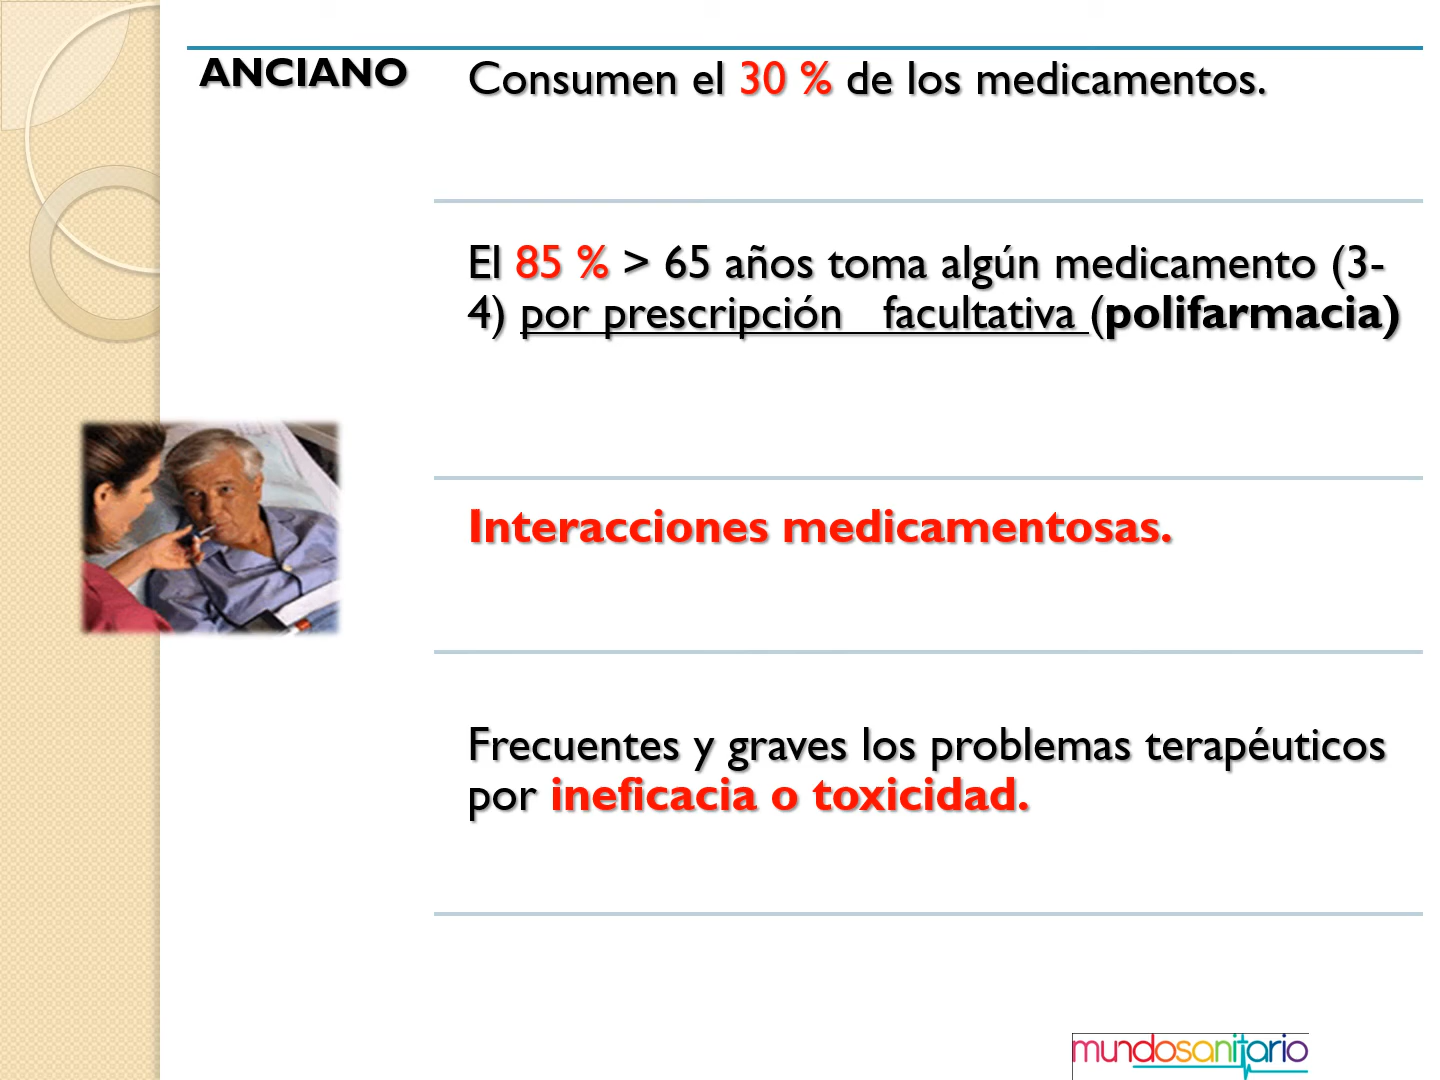 ANCIANO
Consumen el 30 % de los medicamentos.
El 85 % > 65 años toma algún medicamento (3-
4) por prescripción facultativa (polifarmacia)
Interacciones medicamentosas.
Frecuentes y graves los problemas terapéuticos
por ineficacia o toxicidad.
mundosanitario